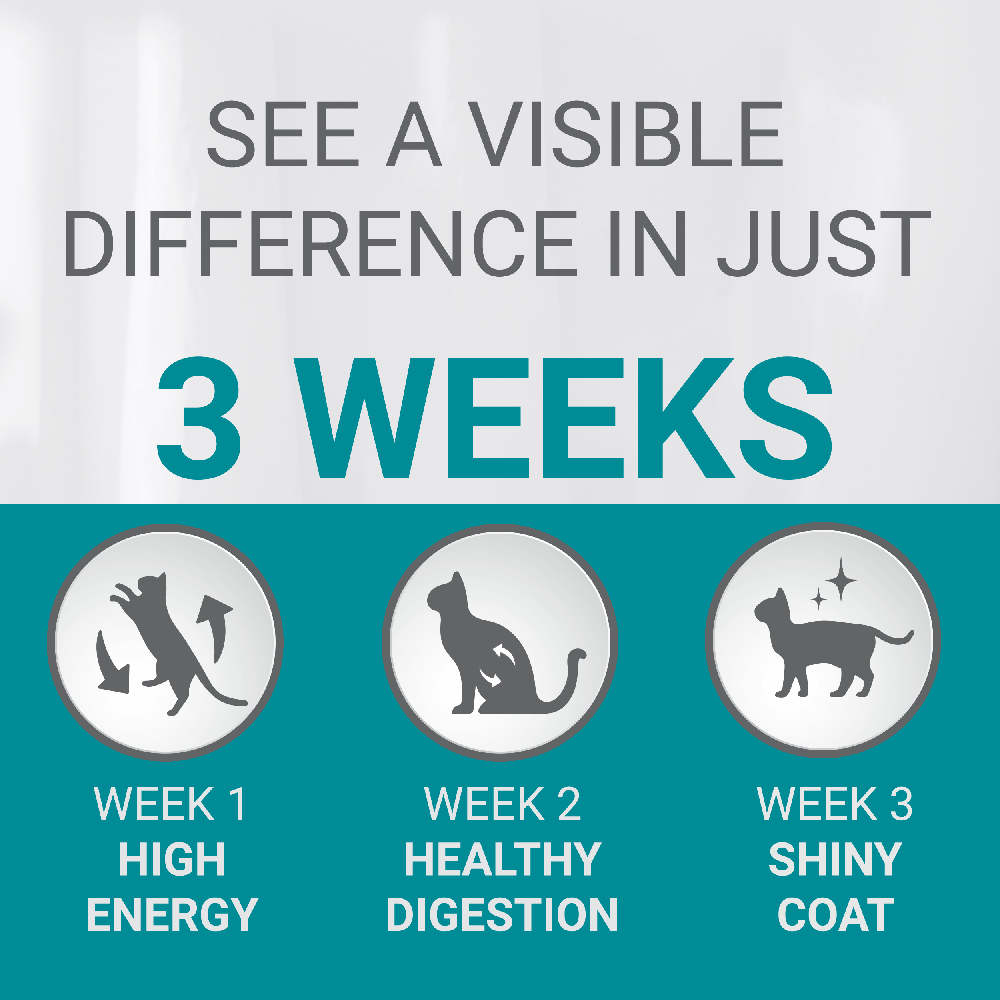 SEE A VISIBLE
DIFFERENCE IN JUST
3 WEEKS
WEEK 1
HIGH
ENERGY
WEEK 2
HEALTHY
DIGESTION
WEEK 3
SHINY
COAT